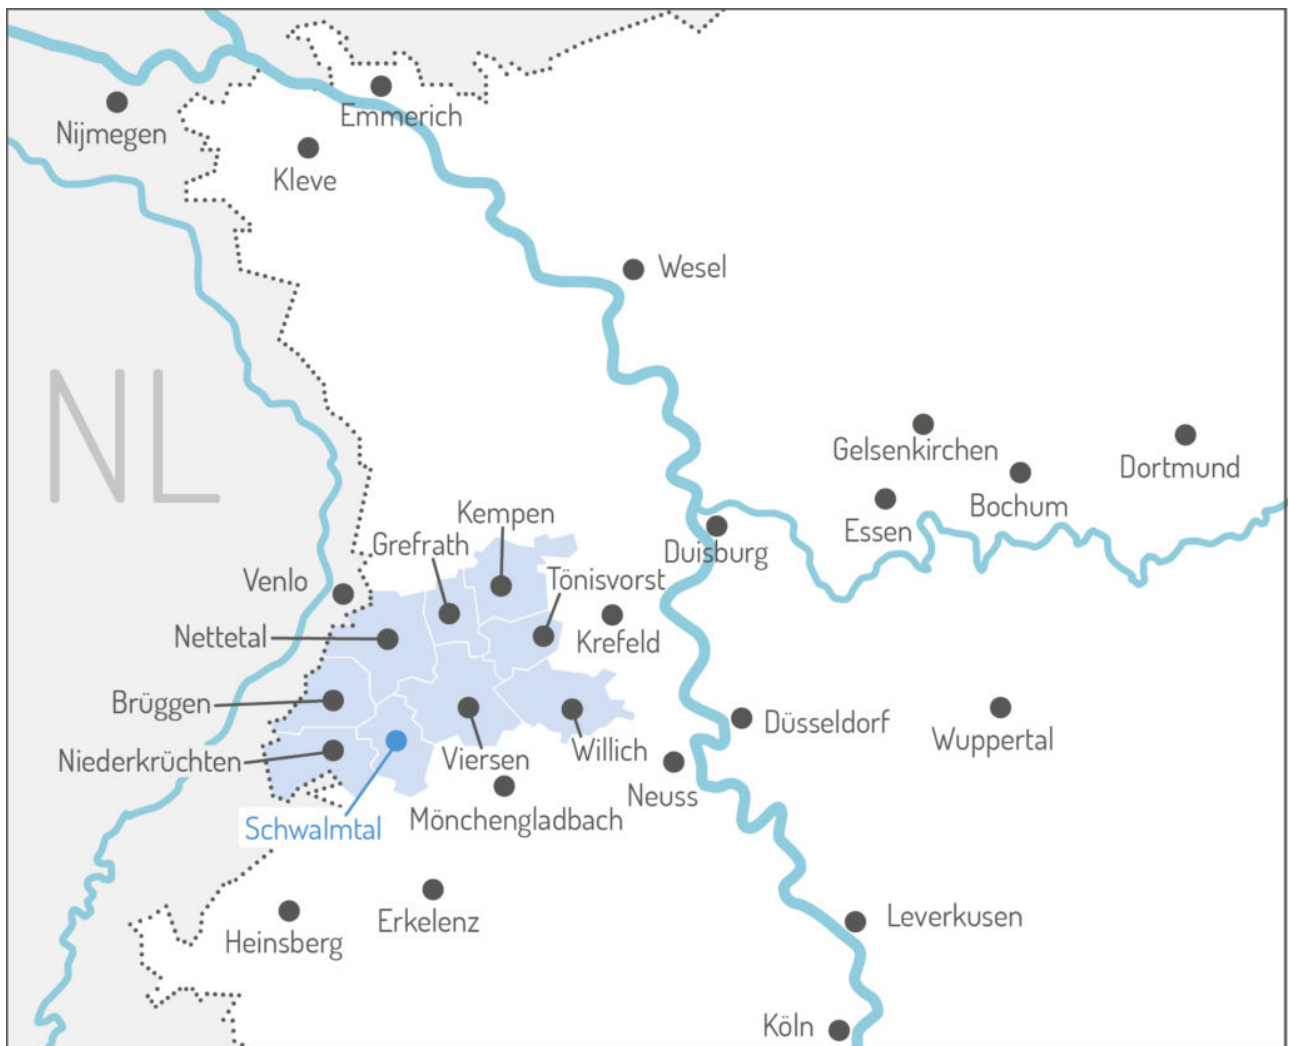 Emmerich
Nijmegen
Kleve
Wesel
NL
Gelsenkirchen
Dortmund
Bochum
Kempen
Essen
Grefrath
Duisburg
Venlo
Tönisvorst
Nettetal
Krefeld
Brüggen
Düsseldorf
Wuppertal
Niederkrüchten
Viersen
Willich
Neuss
Schwalmtal
Mönchengladbach
Leverkusen
Erkelenz
Heinsberg
Köln